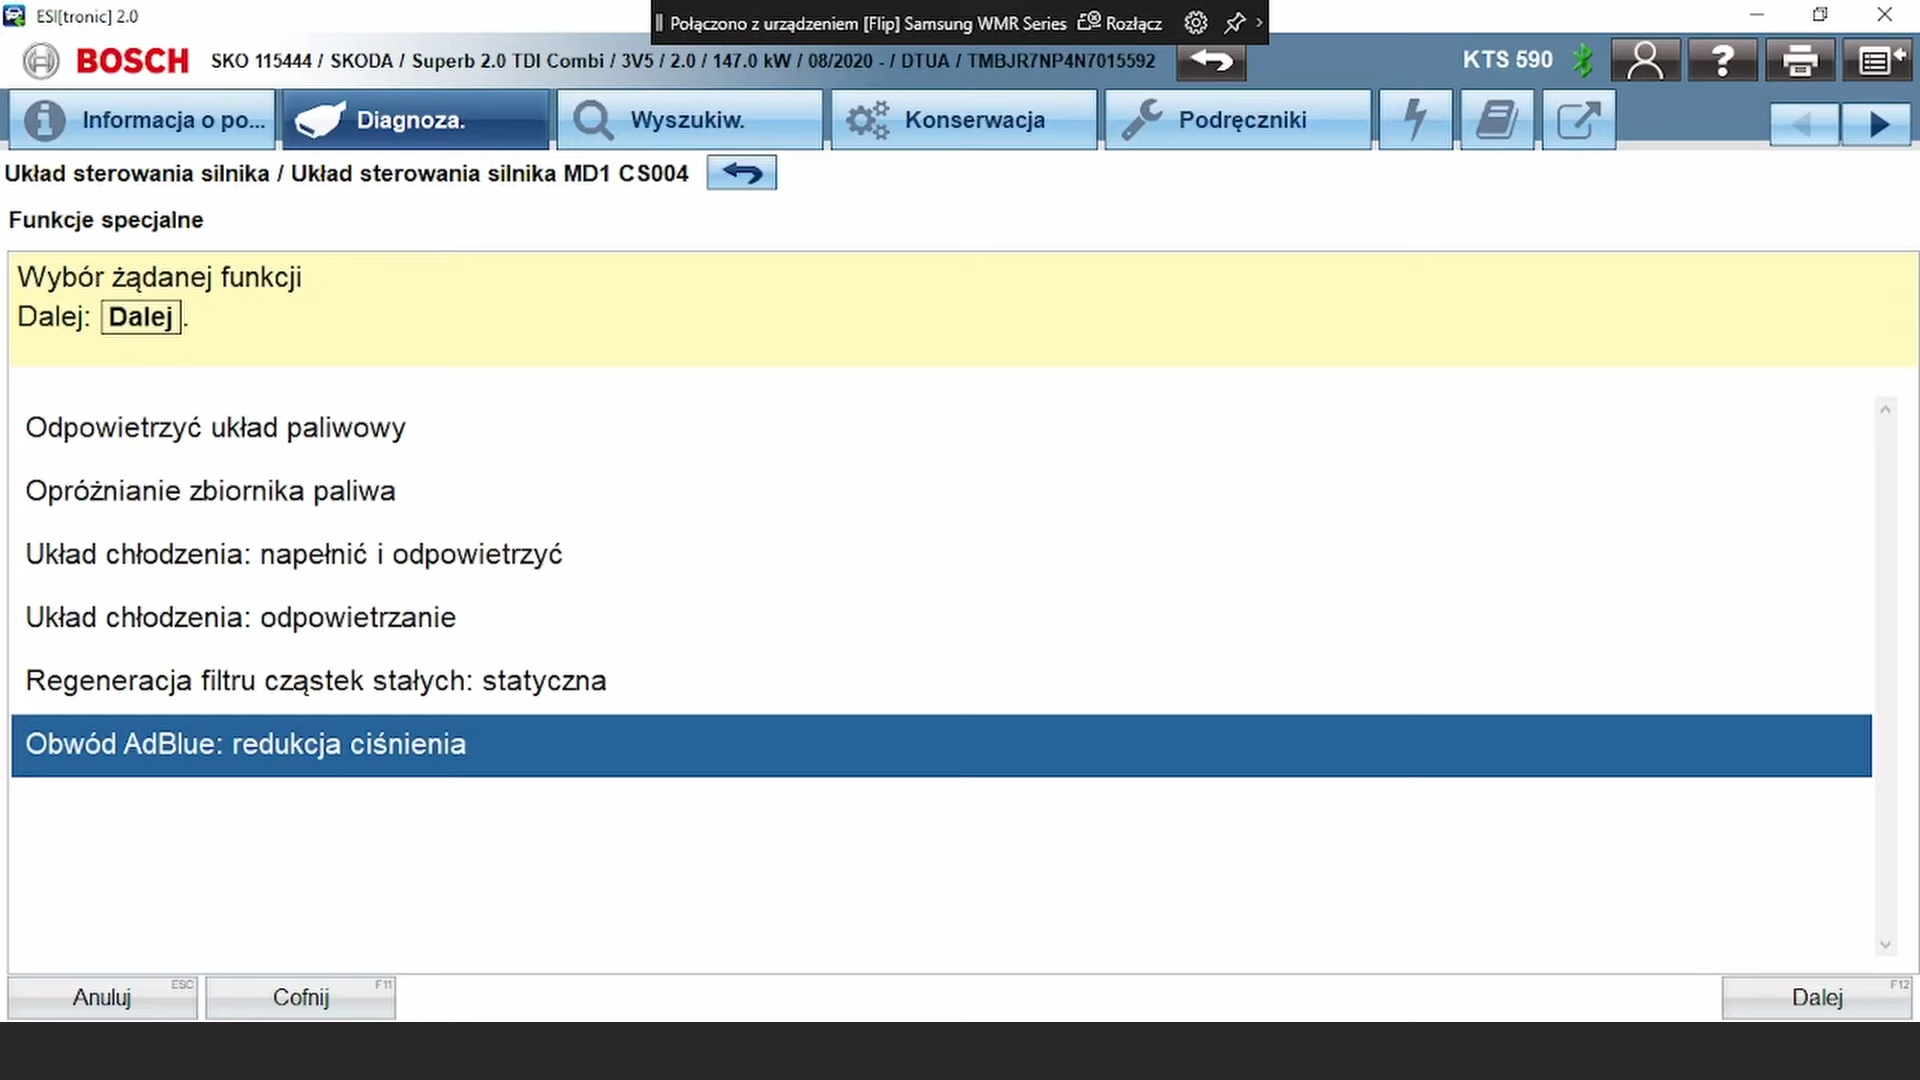 ESI[tronic] 2.0
Połączono z urządzeniem [Flip] Samsung WMR Series Rozłącz
BOSCH SKO 115444 / SKODA / Superb 2.0 TDI Combi / 3V5 / 2.0 / 147.0 kW / 08/2020 - / DTUA / TMBJR7NP4N7015592 KTS 590 ?
Informacja o po... Diagnoza. Wyszukiw. Konserwacja Podręczniki
Układ sterowania silnika / Układ sterowania silnika MD1 CS004
Funkcje specjalne
Wybór żądanej funkcji
Dalej: Dalej.
Odpowietrzyć układ paliwowy
Opróżnianie zbiornika paliwa
Układ chłodzenia: napełnić i odpowietrzyć
Układ chłodzenia: odpowietrzanie
Regeneracja filtru cząstek stałych: statyczna
Obwód AdBlue: redukcja ciśnienia
Anuluj ESC Cofnij F11 Dalej F12